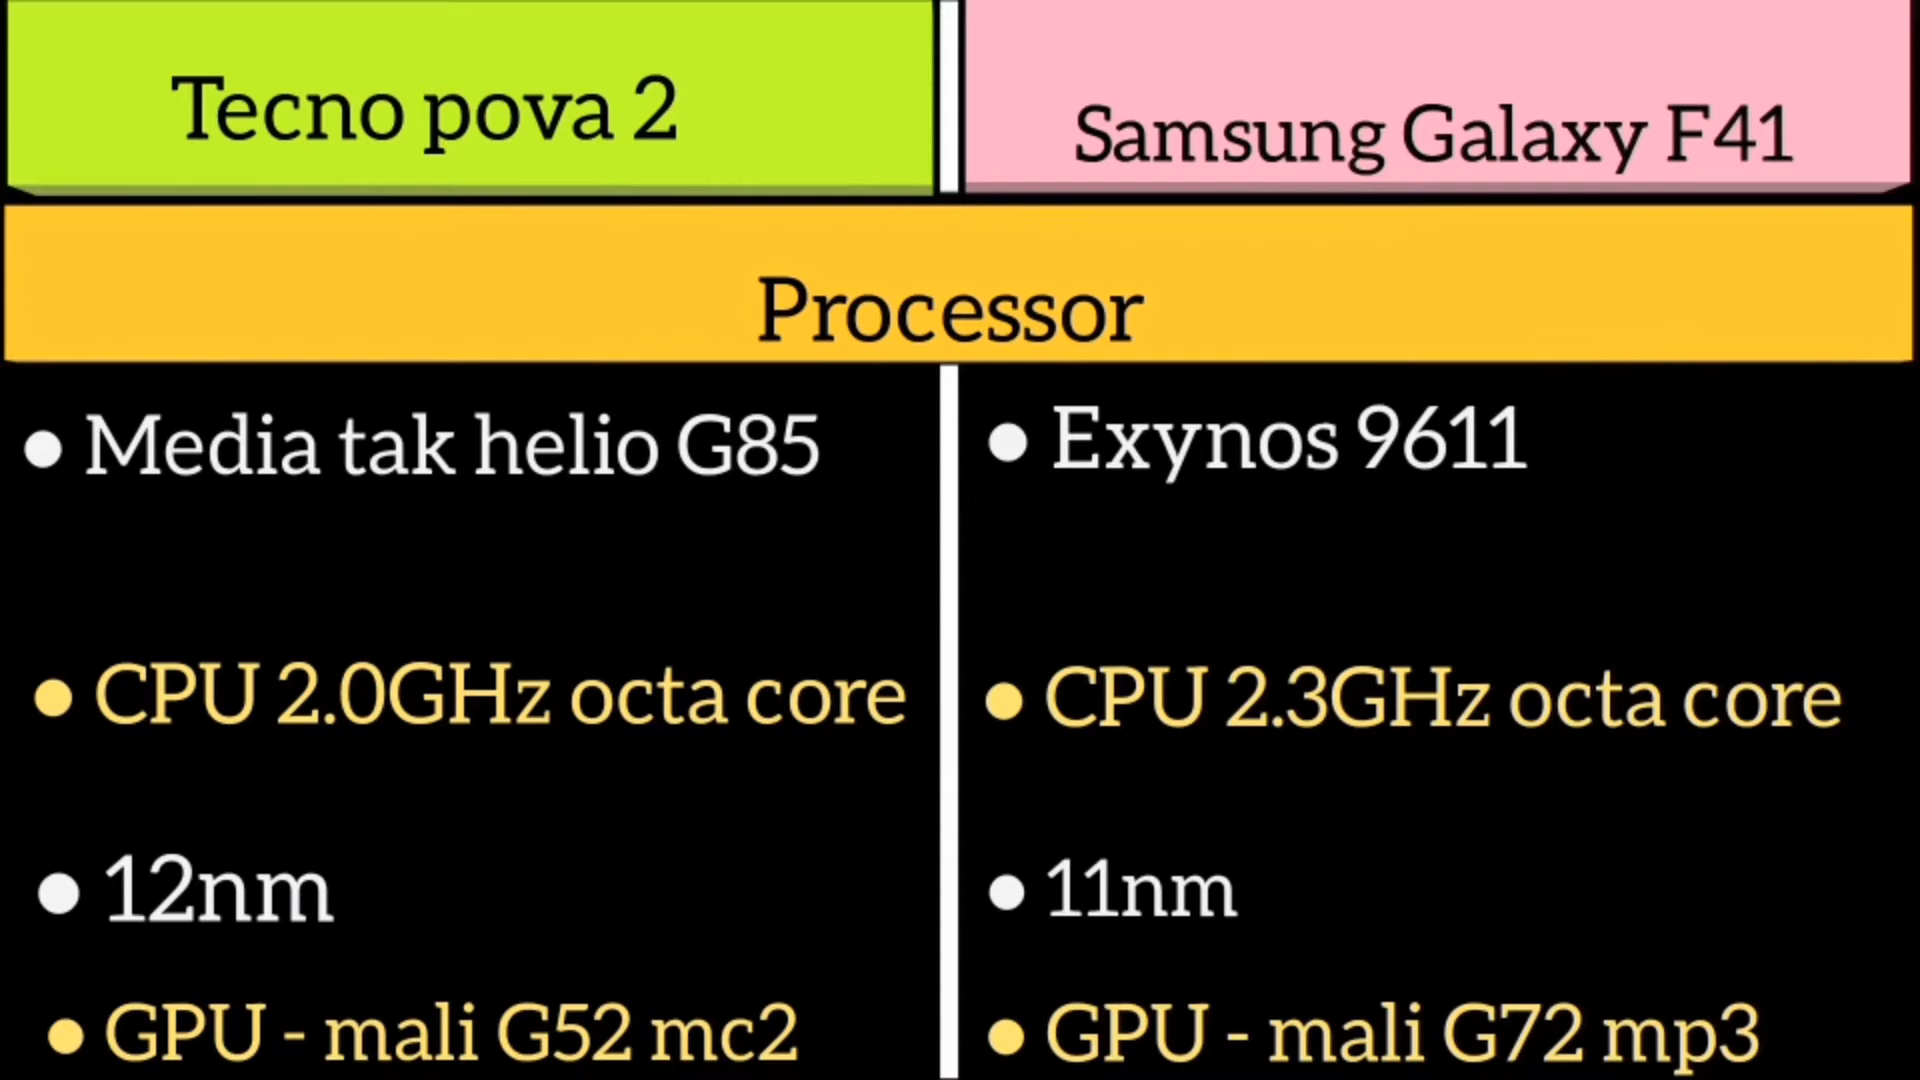 Tecno pova 2
Samsung Galaxy F41
Processor
● Media tak helio G85
● Exynos 9611
● CPU 2.0GHz octa core
● CPU 2.3GHz octa core
● 12nm
● 11nm
● GPU - mali G52 mc2
● GPU - mali G72 mp3